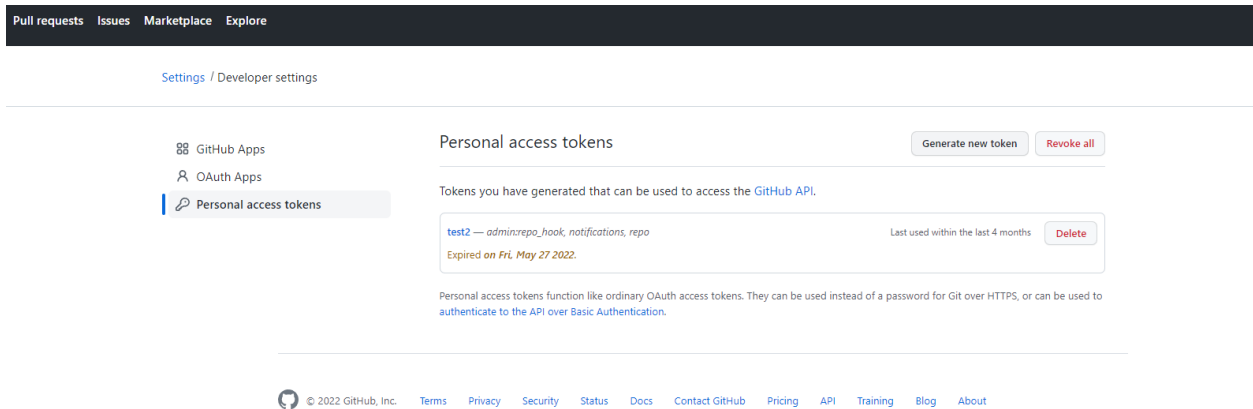 Pull requests Issues Marketplace Explore
Settings / Developer settings
GitHub Apps
OAuth Apps
Personal access tokens
Personal access tokens
Generate new token
Revoke all
Tokens you have generated that can be used to access the GitHub API.
test2 — admin:repo_hook, notifications, repo
Last used within the last 4 months
Delete
Expired on Fri, May 27 2022.
Personal access tokens function like ordinary OAuth access tokens. They can be used instead of a password for Git over HTTPS, or can be used to
authenticate to the API over Basic Authentication.
© 2022 GitHub, Inc. Terms Privacy Security Status Docs Contact GitHub Pricing API Training Blog About